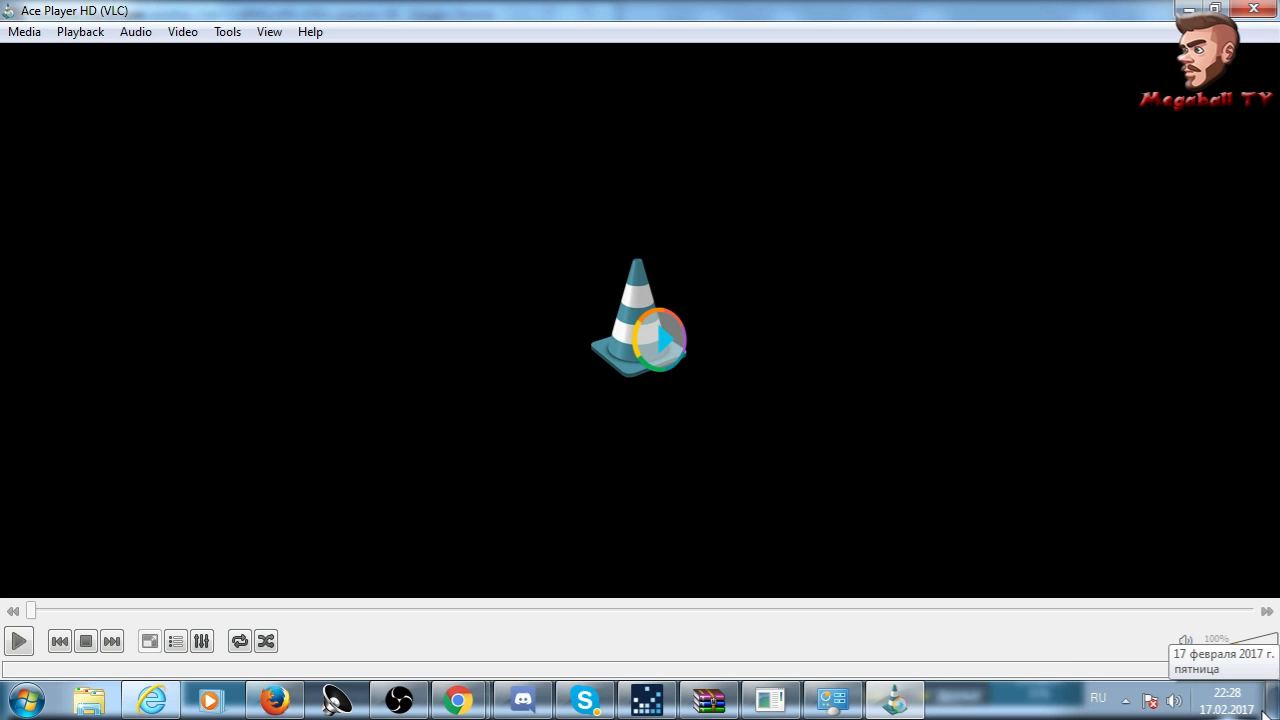 Ace Player HD (VLC)
Media Playback Audio Video Tools View Help
Megaball TV
100%
17 февраля 2017 г.
пятница
RU
22:28
17.02.2017